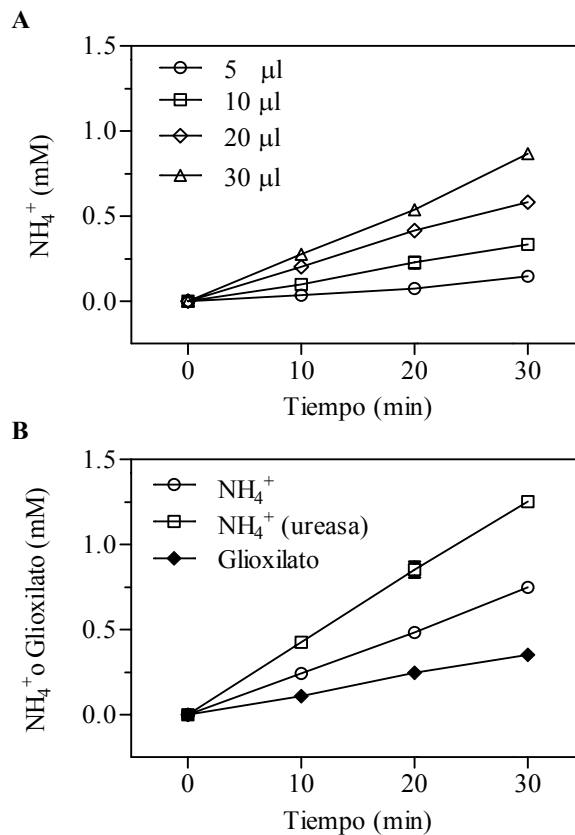 A
1.5
1.0
0.5
0.0
NH₄⁺ (mM)
5 µl
10 µl
20 µl
30 µl
0 10 20 30
Tiempo (min)
B
1.5
1.0
0.5
0.0
NH₄⁺ o Glioxilato (mM)
NH₄⁺
NH₄⁺ (ureasa)
Glioxilato
0 10 20 30
Tiempo (min)